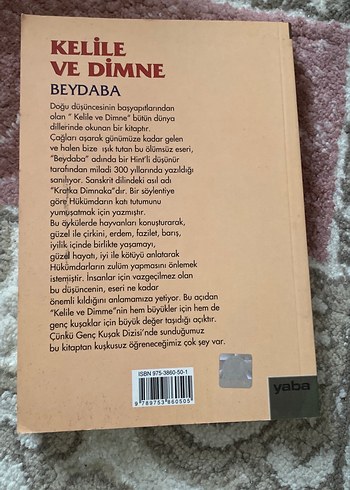 KELİLE
VE DİMNE
BEYDABA
Doğu düşüncesinin başyapıtlarından
olan " Kelile ve Dimne" bütün dünya
dillerinde okunan bir kitaptır.
Çağları aşarak günümüze kadar gelen
ve halen bize ışık tutan bu ölümsüz eseri,
"Beydaba" adında bir Hint'li düşünür
tarafından miladi 300 yıllarında yazıldığı
sanılıyor. Sanskrit dilindeki asıl adı
"Kratka Dimnaka"dır. Bir söylentiye
göre Hükümdarın katı tutumunu
yumuşatmak için yazmıştır.
Bu öykülerde hayvanları konuşturarak,
güzel ile çirkini, erdem, fazilet, barış,
iyilik içinde birlikte yaşamayı,
güzel hayatı, iyi ile kötüyü anlatarak
Hükümdarların zulüm yapmasını önlemek
istemiştir. İnsanlar için vazgeçilmez olan
bu düşüncenin, eseri ne kadar
önemli kıldığını anlamamıza yetiyor. Bu açıdan
"Kelile ve Dimme"nin hem büyükler için hem de
genç kuşaklar için büyük değer taşıdığı açıktır.
Çünkü Genç Kuşak Dizisi'nde sunduğumuz
bu kitaptan kuşkusuz öğreneceğimiz çok şey var.
ISBN 975-3860-50-1
9 789753 860505
yaba